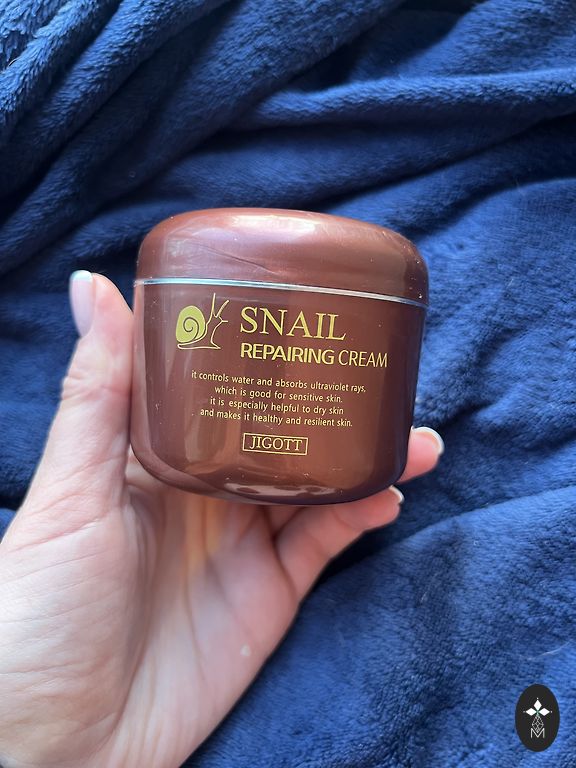 SNAIL
REPAIRING CREAM
it controls water and absorbs ultraviolet rays,
which is good for sensitive skin.
it is especially helpful to dry skin
and makes it healthy and resilient skin.
JIGOTT
M